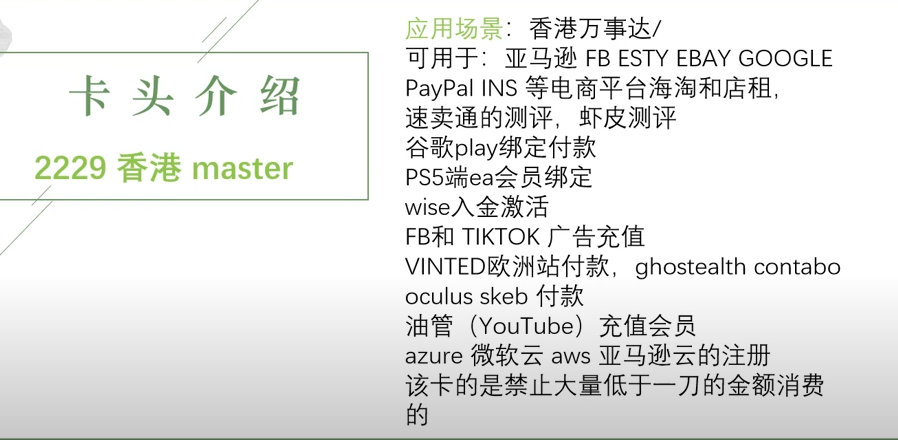 卡头介绍
2229 香港 master
应用场景：香港万事达/
可用于：亚马逊 FB ESTY EBAY GOOGLE
PayPal INS 等电商平台海淘和店租，
速卖通的测评，虾皮测评
谷歌play绑定付款
PS5端ea会员绑定
wise入金激活
FB和 TIKTOK 广告充值
VINTED欧洲站付款，ghostealth contabo
oculus skeb 付款
油管（YouTube）充值会员
azure 微软云 aws 亚马逊云的注册
该卡的是禁止大量低于一刀的金额消费
的